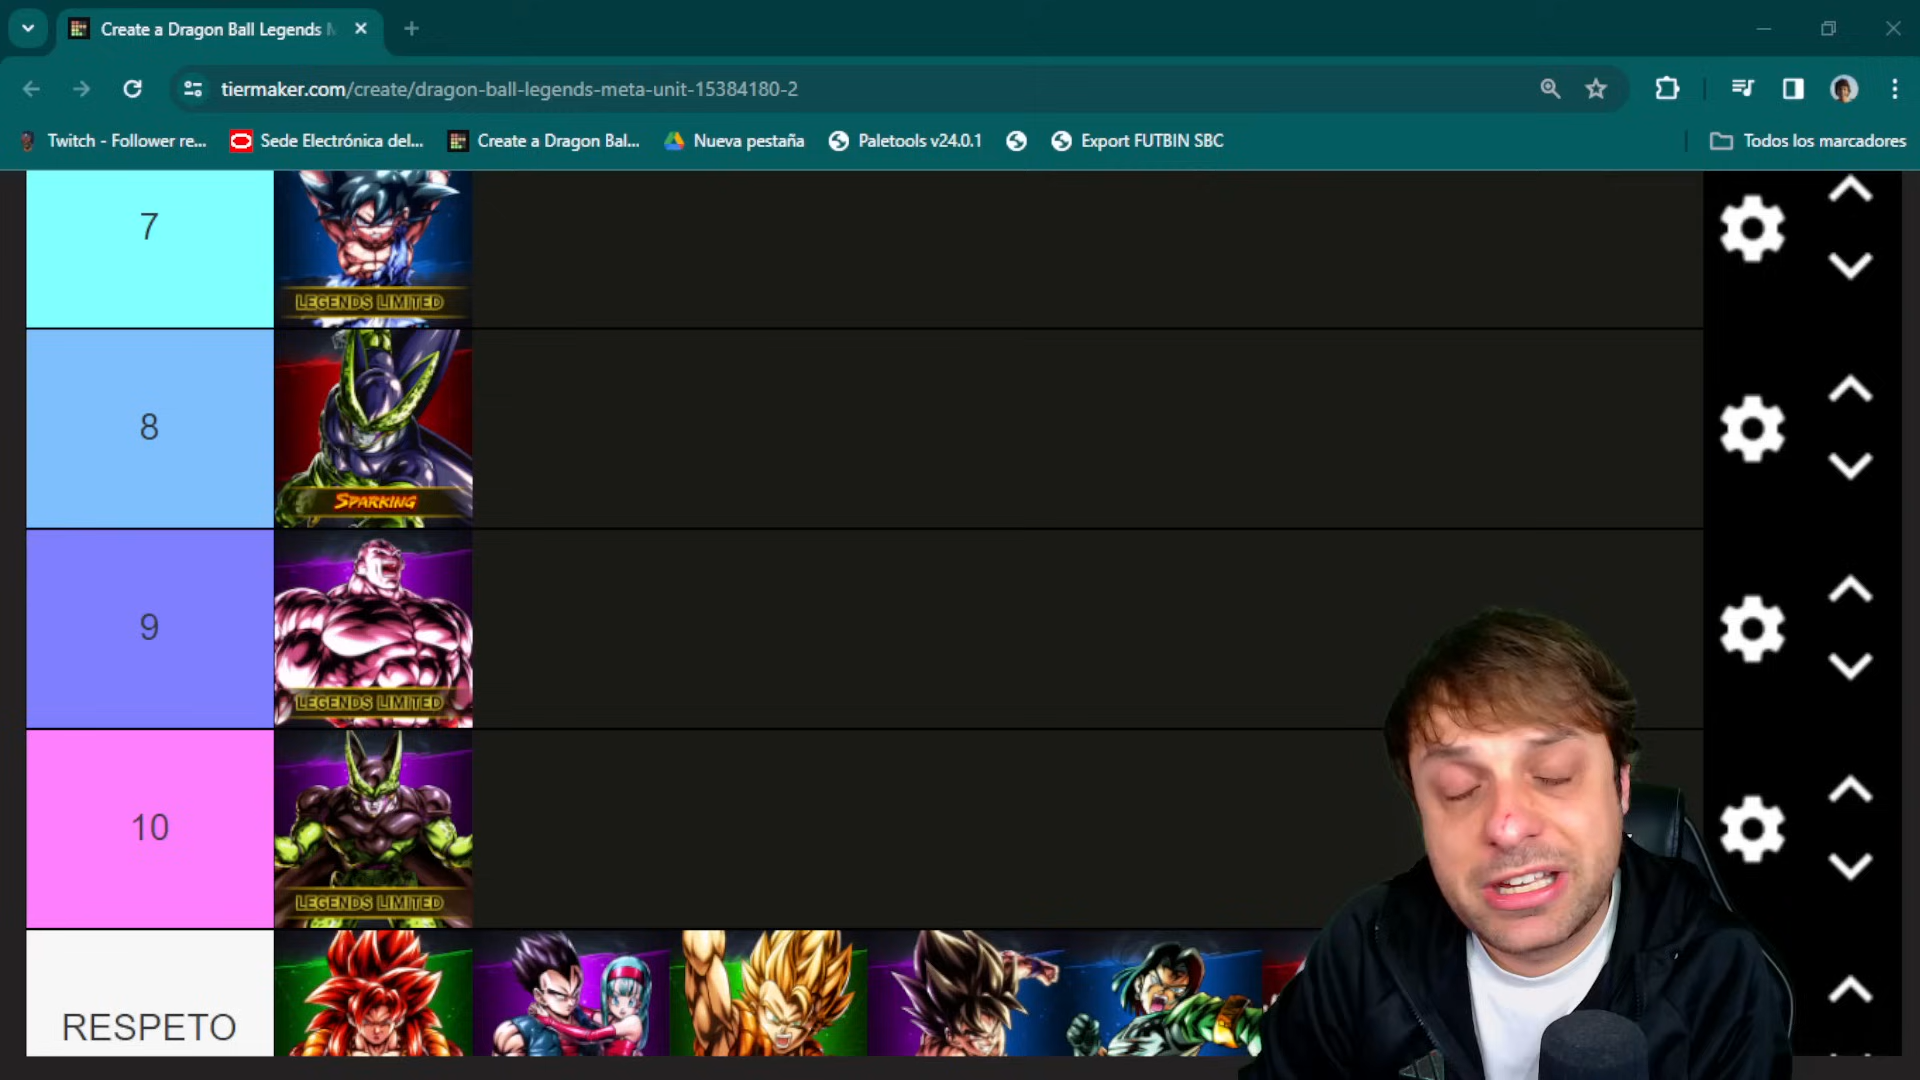 Create a Dragon Ball Legends
tiermaker.com/create/dragon-ball-legends-meta-unit-15384180-2
Twitch - Follower re...
Sede Electrónica del...
Create a Dragon Bal...
Nueva pestaña
Paletools v24.0.1
Export FUTBIN SBC
Todos los marcadores
7
LEGENDS LIMITED
8
SPARKING
9
LEGENDS LIMITED
10
LEGENDS LIMITED
RESPETO